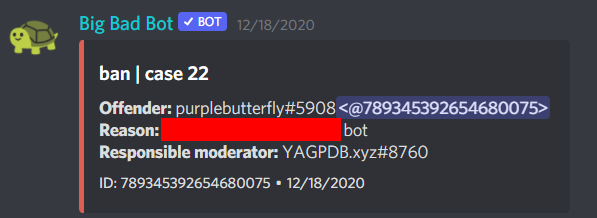 Big Bad Bot ✓ BOT 12/18/2020
ban | case 22
Offender: purplebutterfly#5908 <@789345392654680075>
Reason: bot
Responsible moderator: YAGPDB.xyz#8760
ID: 789345392654680075 • 12/18/2020